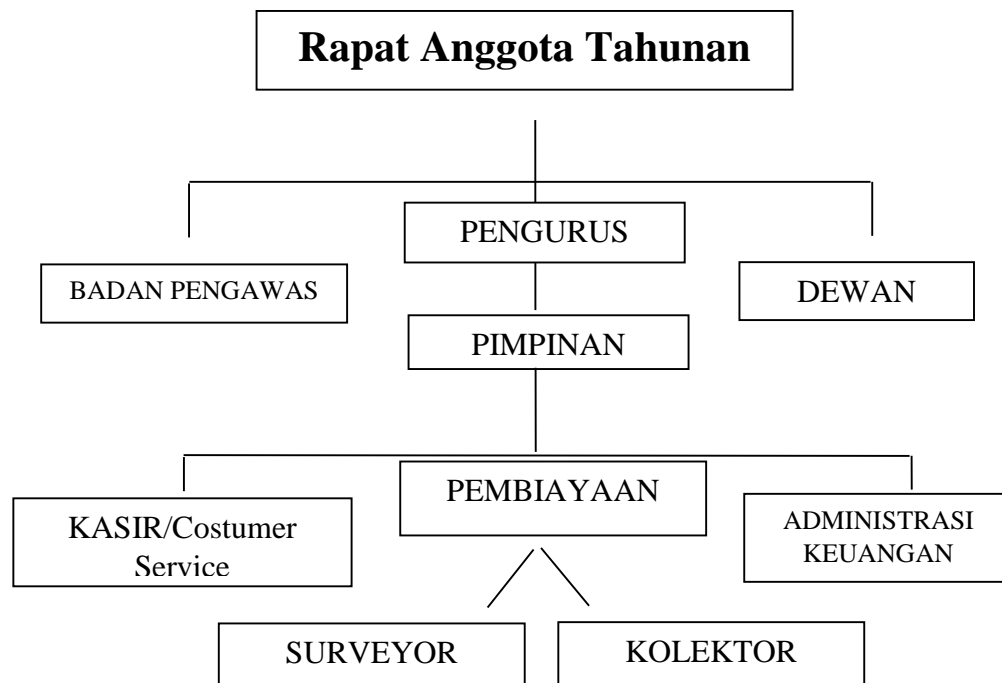 Rapat Anggota Tahunan
PENGURUS
BADAN PENGAWAS
DEWAN
PIMPINAN
PEMBIAYAAN
KASIR/Costumer
Service
ADMINISTRASI
KEUANGAN
SURVEYOR
KOLEKTOR